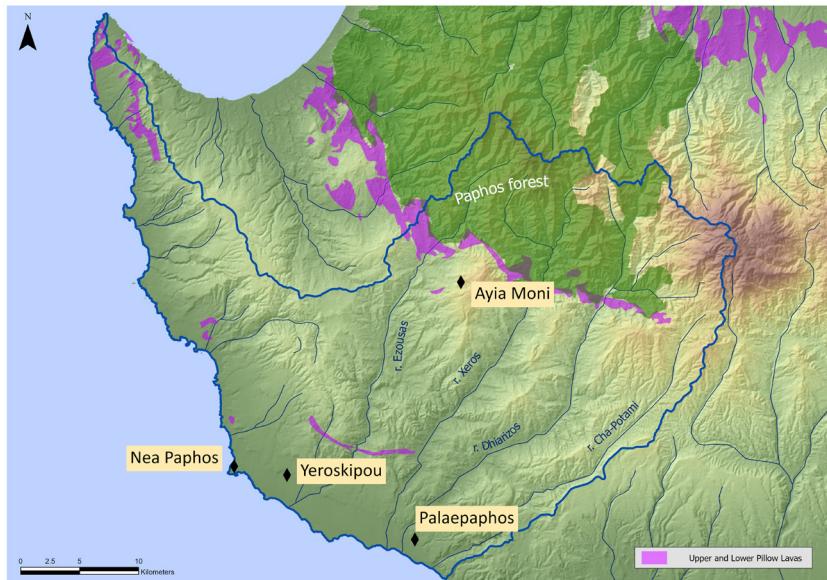 N
Paphos forest
Ayia Moni
r. Ezousas
r. Xeros
r. Dhiarizos
r. Cha-Potami
Nea Paphos
Yeroskipou
Palaepaphos
0 2.5 5 10
Kilometers
Upper and Lower Pillow Lavas